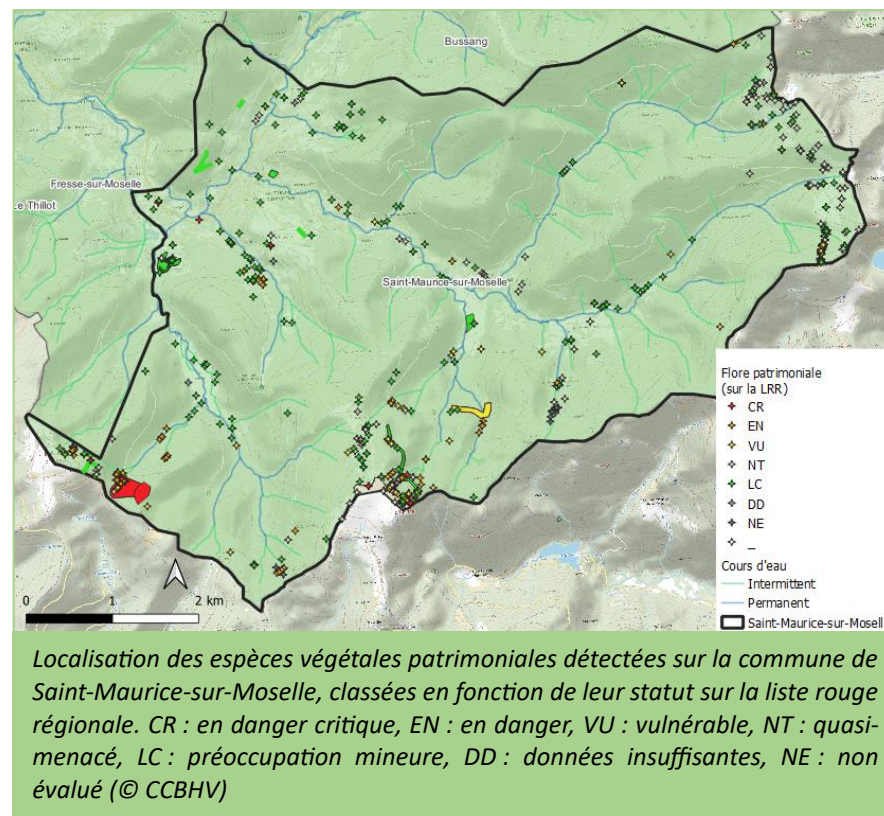 Bussang
Fresse-sur-Moselle
Le Thillot
Saint-Maurice-sur-Moselle
Flore patrimoniale
(sur la LRR)
CR
EN
VU
NT
LC
DD
NE
_
Cours d'eau
Intermittent
Permanent
Saint-Maurice-sur-Mosell
0 1 2 km
Localisation des espèces végétales patrimoniales détectées sur la commune de
Saint-Maurice-sur-Moselle, classées en fonction de leur statut sur la liste rouge
régionale. CR : en danger critique, EN : en danger, VU : vulnérable, NT : quasi-
menacé, LC : préoccupation mineure, DD : données insuffisantes, NE : non
évalué (© CCBHV)